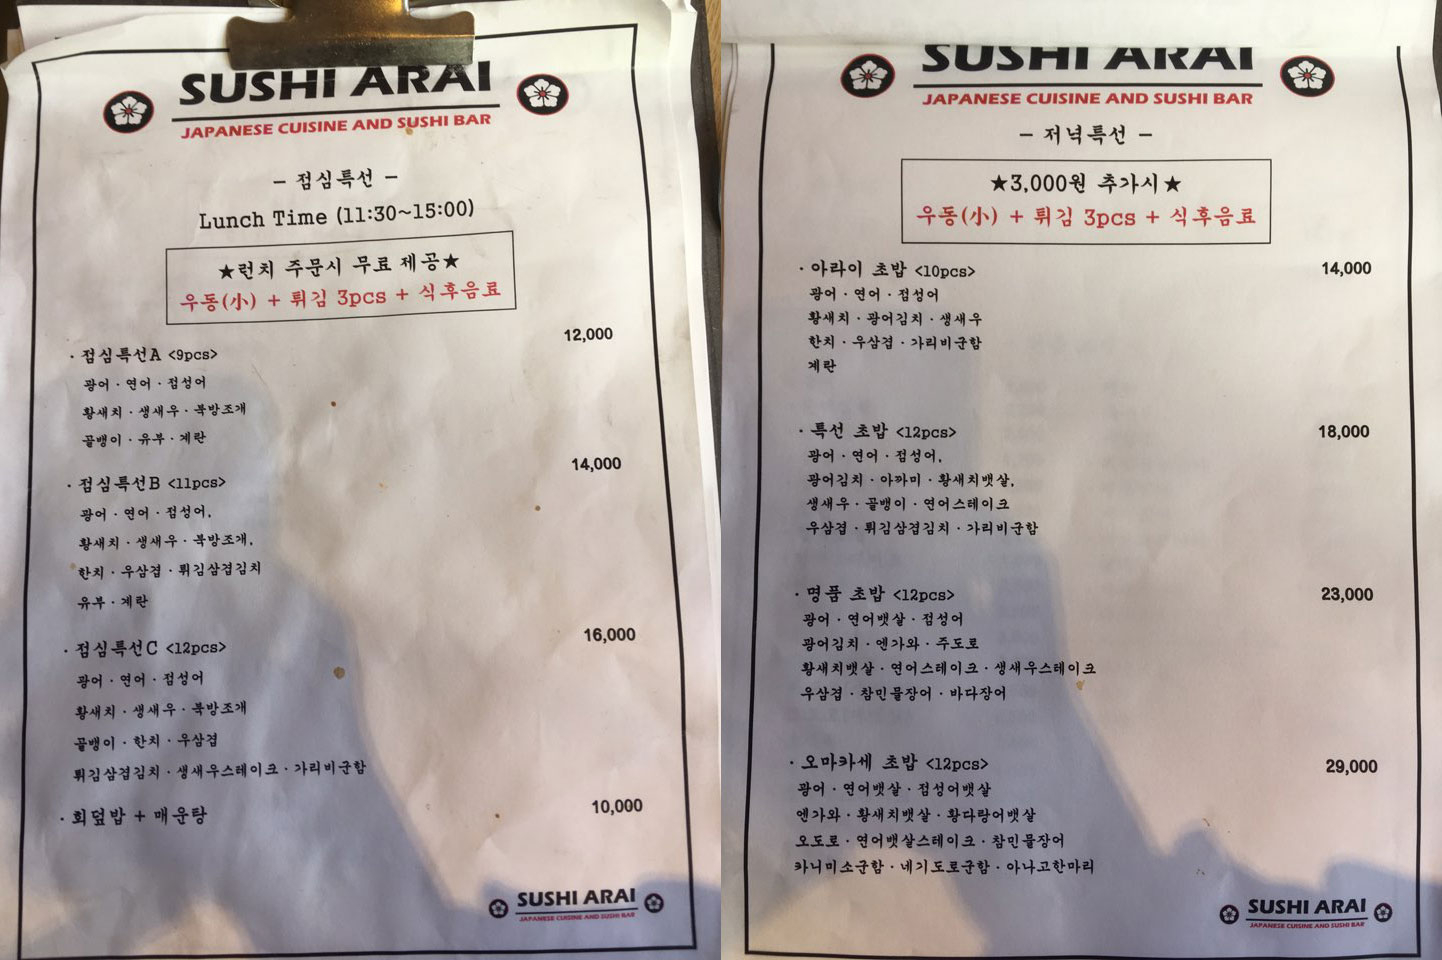 SUSHI ARAI
JAPANESE CUISINE AND SUSHI BAR
– 점심특선 –
Lunch Time (11:30~15:00)
★런치 주문시 무료 제공★
우동(小) + 튀김 3pcs + 식후음료
· 점심특선A <9pcs> 12,000
광어 · 연어 · 점성어
황새치 · 생새우 · 북방조개
골뱅이 · 유부 · 계란
· 점심특선B <11pcs> 14,000
광어 · 연어 · 점성어,
황새치 · 생새우 · 북방조개,
한치 · 우삼겹 · 튀김삼겹김치
유부 · 계란
· 점심특선C <12pcs> 16,000
광어 · 연어 · 점성어
황새치 · 생새우 · 북방조개
골뱅이 · 한치 · 우삼겹
튀김삼겹김치 · 생새우스테이크 · 가리비군함
· 회덮밥 + 매운탕 10,000
SUSHI ARAI
JAPANESE CUISINE AND SUSHI BAR
SUSHI ARAI
JAPANESE CUISINE AND SUSHI BAR
– 저녁특선 –
★3,000원 추가시★
우동(小) + 튀김 3pcs + 식후음료
· 아라이 초밥 <10pcs> 14,000
광어 · 연어 · 점성어
황새치 · 광어김치 · 생새우
한치 · 우삼겹 · 가리비군함
계란
· 특선 초밥 <12pcs> 18,000
광어 · 연어 · 점성어,
광어김치 · 아까미 · 황새치뱃살,
생새우 · 골뱅이 · 연어스테이크
우삼겹 · 튀김삼겹김치 · 가리비군함
· 명품 초밥 <12pcs> 23,000
광어 · 연어뱃살 · 점성어
광어김치 · 엔가와 · 주도로
황새치뱃살 · 연어스테이크 · 생새우스테이크
우삼겹 · 참민물장어 · 바다장어
· 오마카세 초밥 <12pcs> 29,000
광어 · 연어뱃살 · 점성어뱃살
엔가와 · 황새치뱃살 · 황다랑어뱃살
오도로 · 연어뱃살스테이크 · 참민물장어
카니미소군함 · 네기도로군함 · 아나고한마리
SUSHI ARAI
JAPANESE CUISINE AND SUSHI BAR